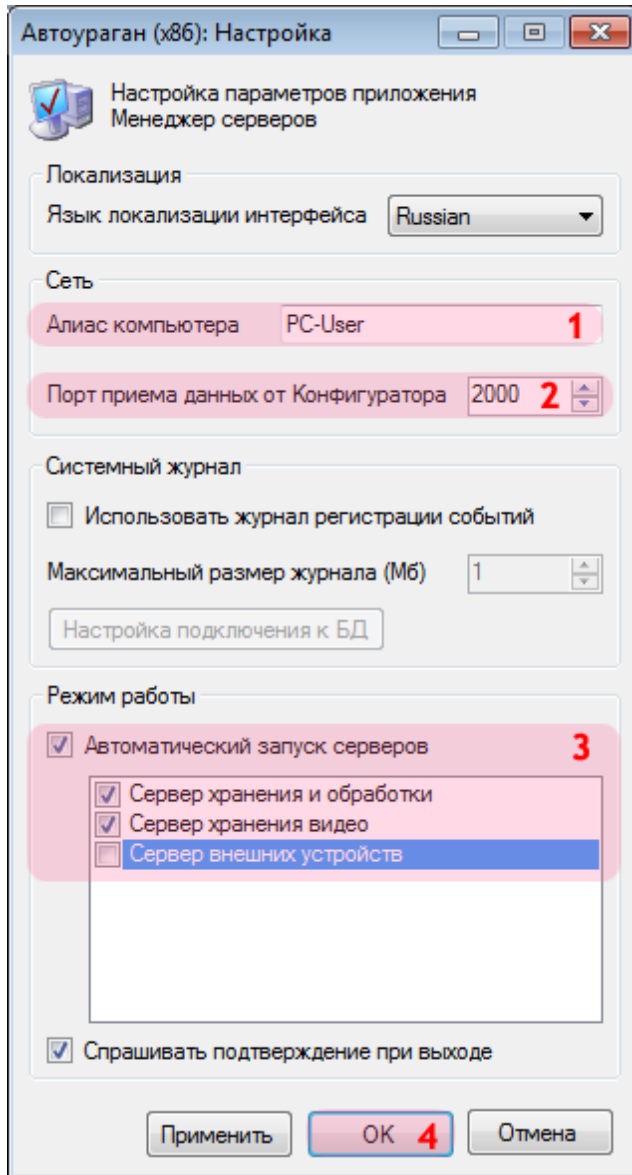 Автоураган (x86): Настройка
Настройка параметров приложения
Менеджер серверов
Локализация
Язык локализации интерфейса Russian
Сеть
Алиас компьютера PC-User 1
Порт приема данных от Конфигуратора 2000 2
Системный журнал
Использовать журнал регистрации событий
Максимальный размер журнала (Мб) 1
Настройка подключения к БД
Режим работы
Автоматический запуск серверов 3
Сервер хранения и обработки
Сервер хранения видео
Сервер внешних устройств
Спрашивать подтверждение при выходе
Применить OK 4 Отмена